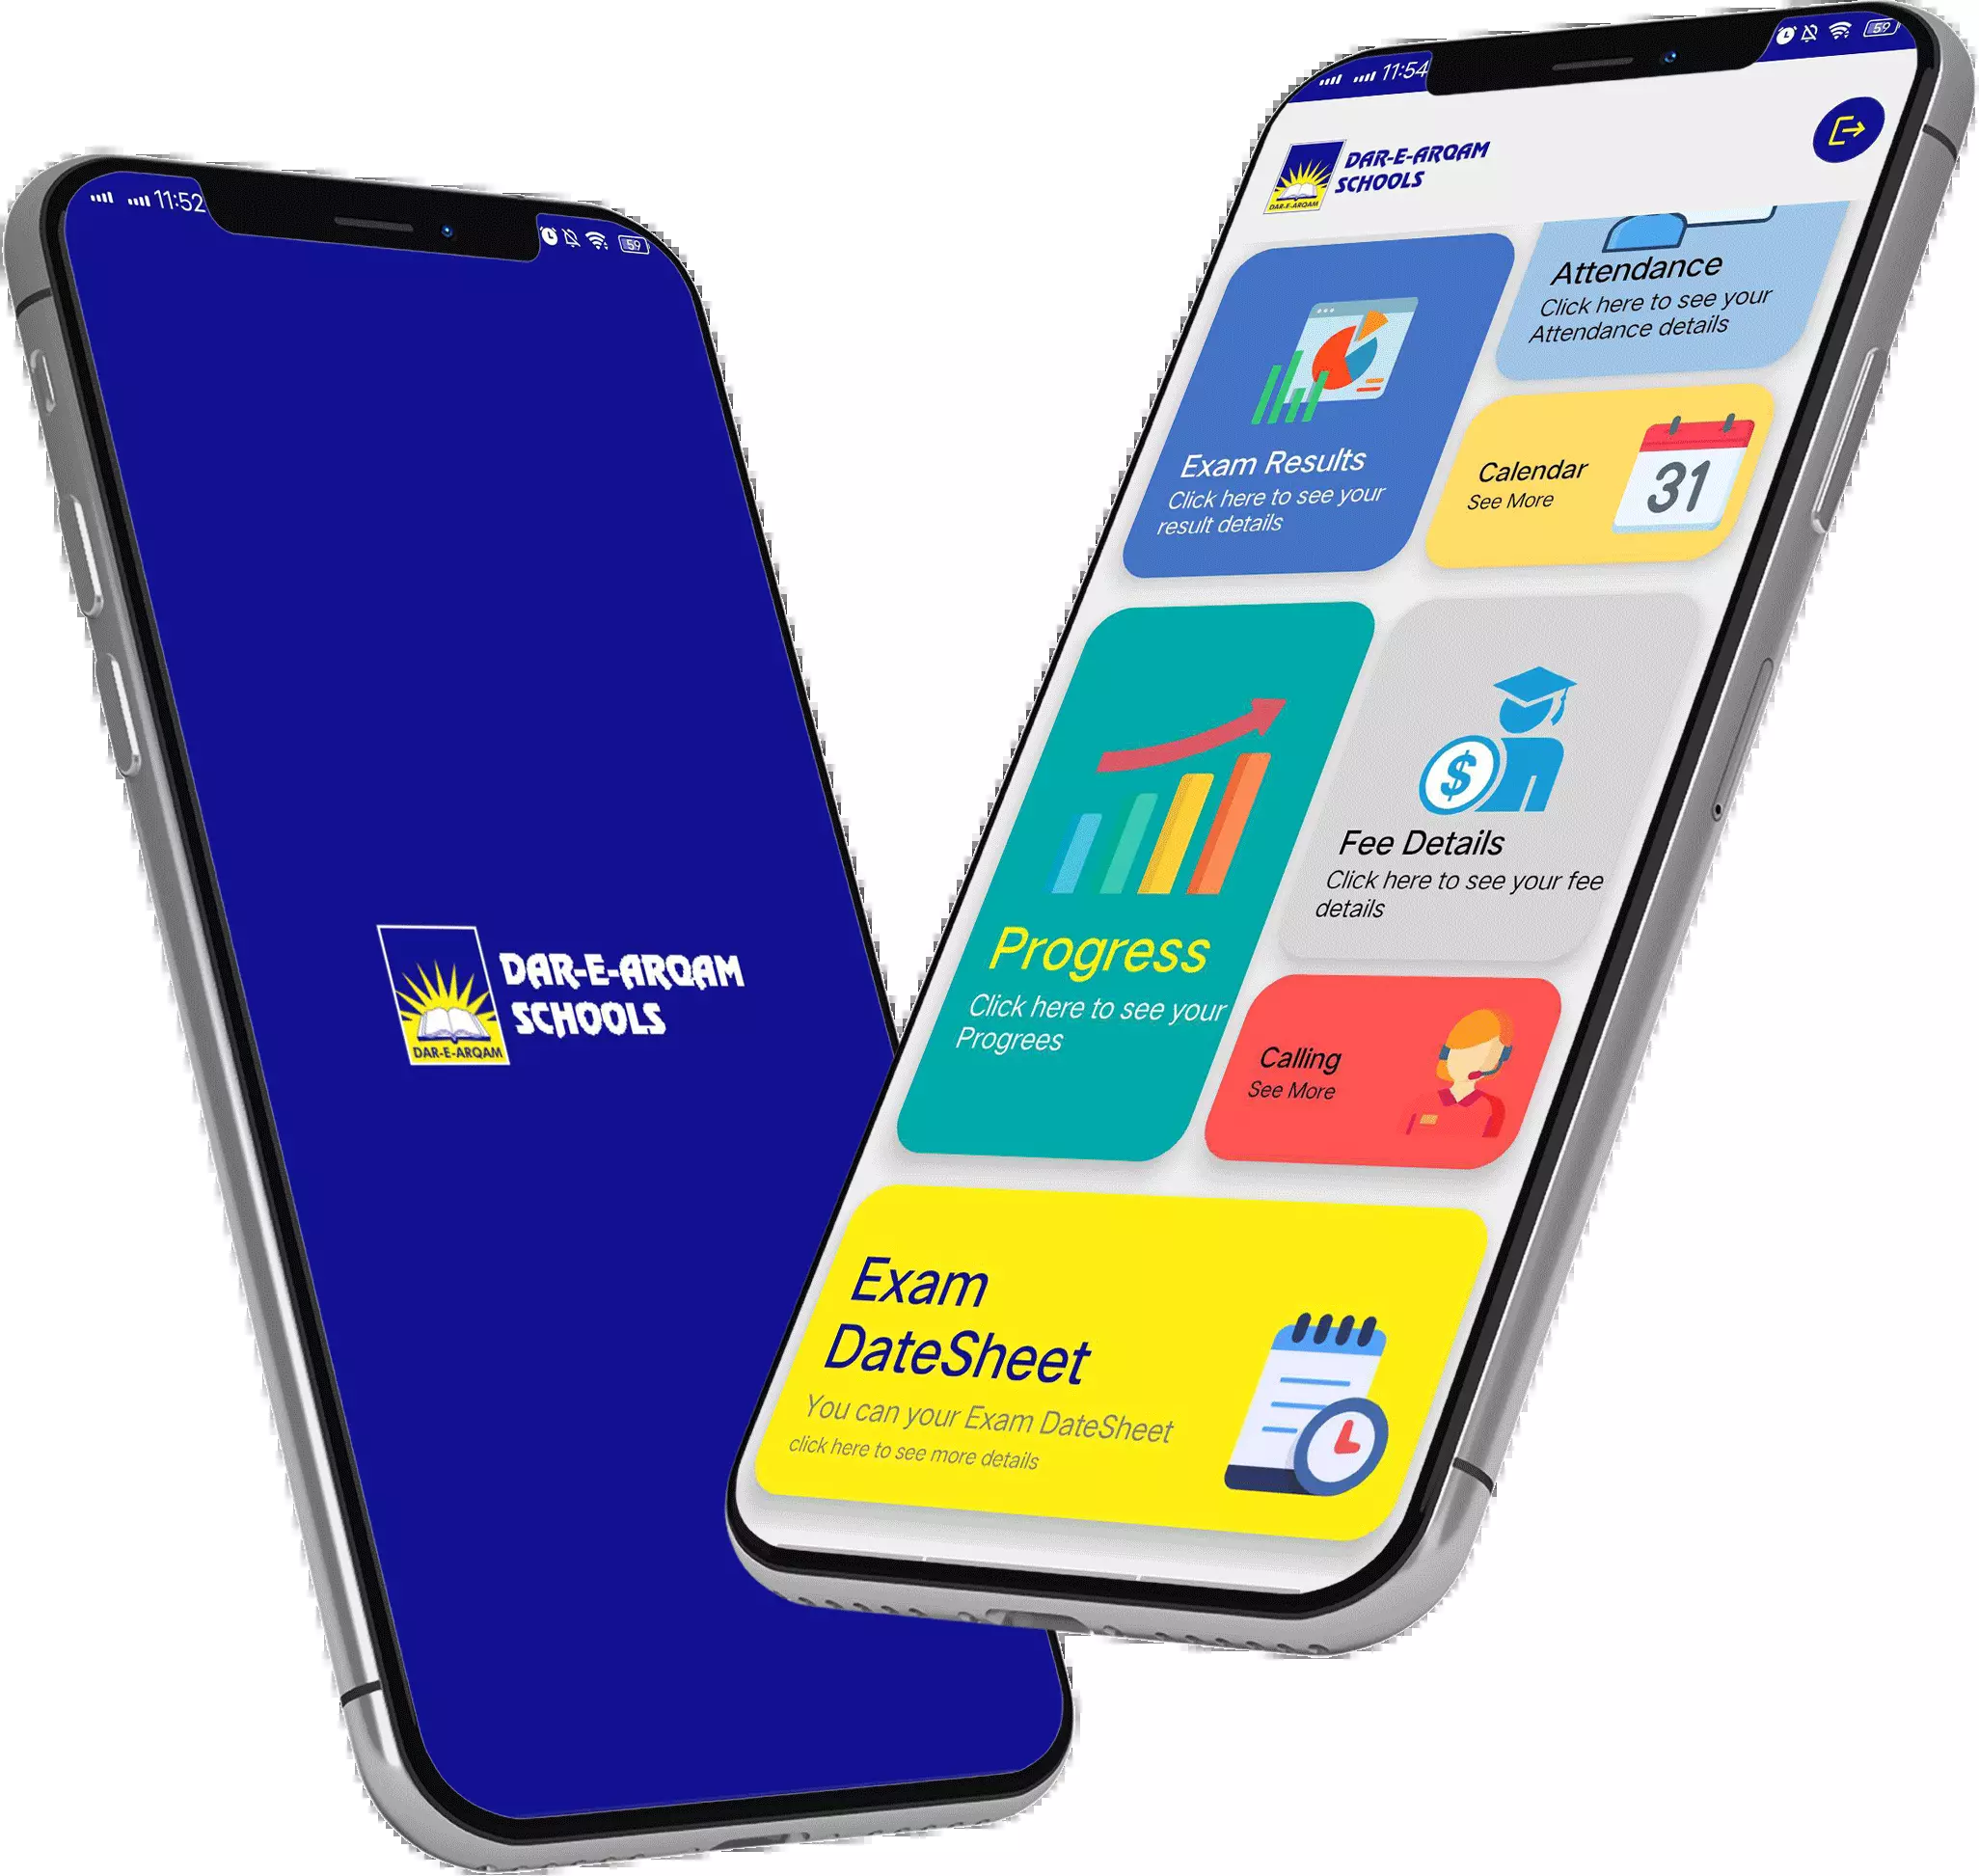 11:52
59
DAR-E-ARQAM
SCHOOLS
DAR-E-ARQAM
11:54
59
DAR-E-ARQAM
SCHOOLS
DAR-E-ARQAM
Attendance
Click here to see your
Attendance details
Exam Results
Click here to see your
result details
Calendar
See More
31
Progress
Click here to see your
Progrees
$
Fee Details
Click here to see your fee
details
Calling
See More
Exam
DateSheet
You can your Exam DateSheet
click here to see more details